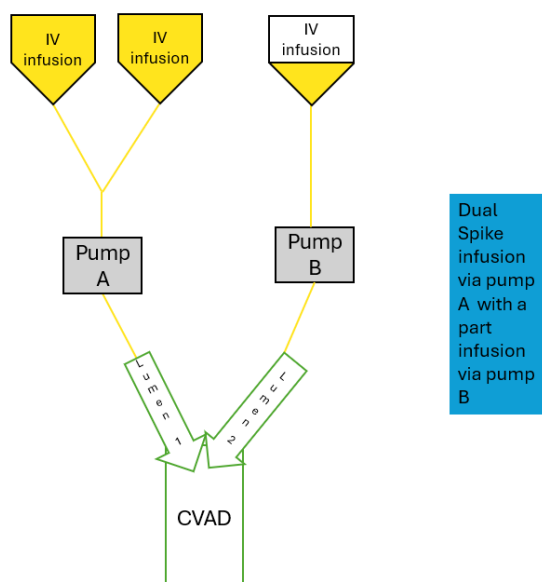 IV
infusion
IV
infusion
IV
infusion
Pump
A
Pump
B
Dual
Spike
infusion
via pump
A with a
part
infusion
via pump
B
LuMen 1
Lumen 2
CVAD